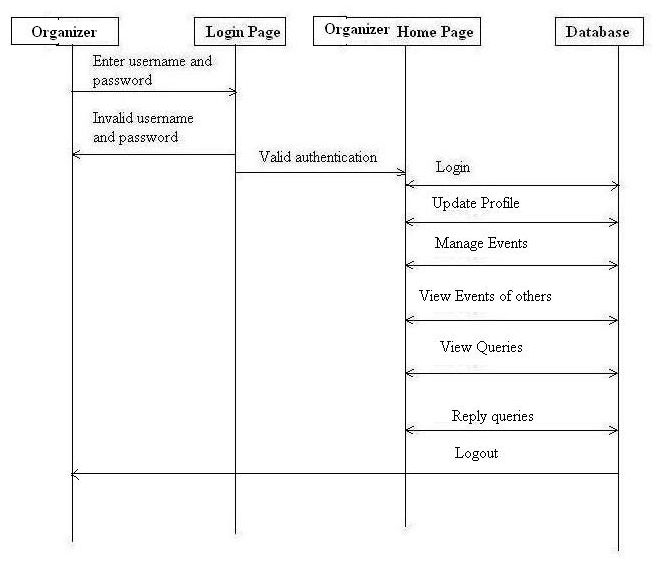 Organizer
Login Page
Organizer Home Page
Database
Enter username and
password
Invalid username
and password
Valid authentication
Login
Update Profile
Manage Events
View Events of others
View Queries
Reply queries
Logout